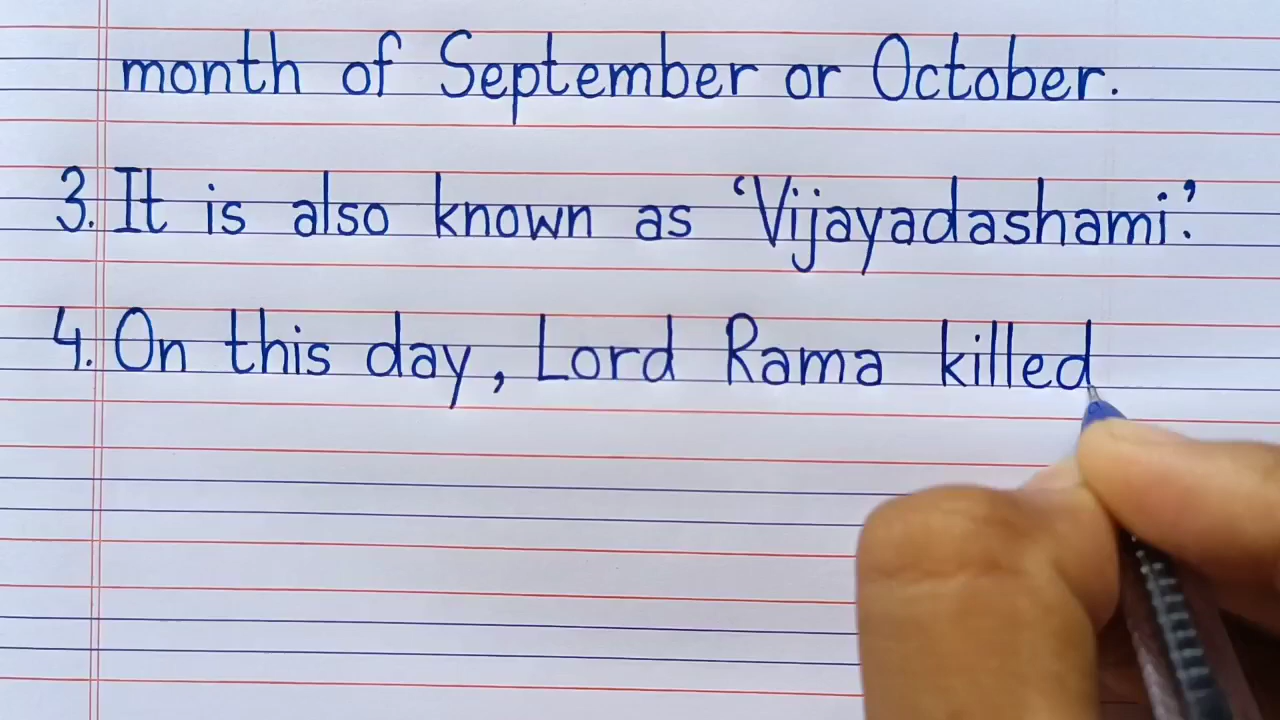 month of September or October.
3. It is also known as ‘Vijayadashami’.
4. On this day, Lord Rama killed